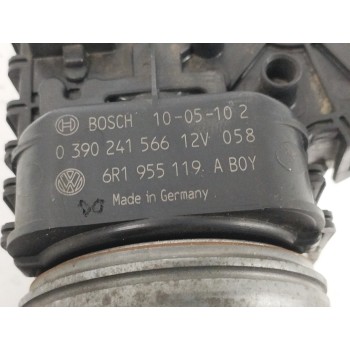 BOSCH 10-05-10 2
0 390 241 566 12V 058
6R1 955 119 A BOY
Made in Germany